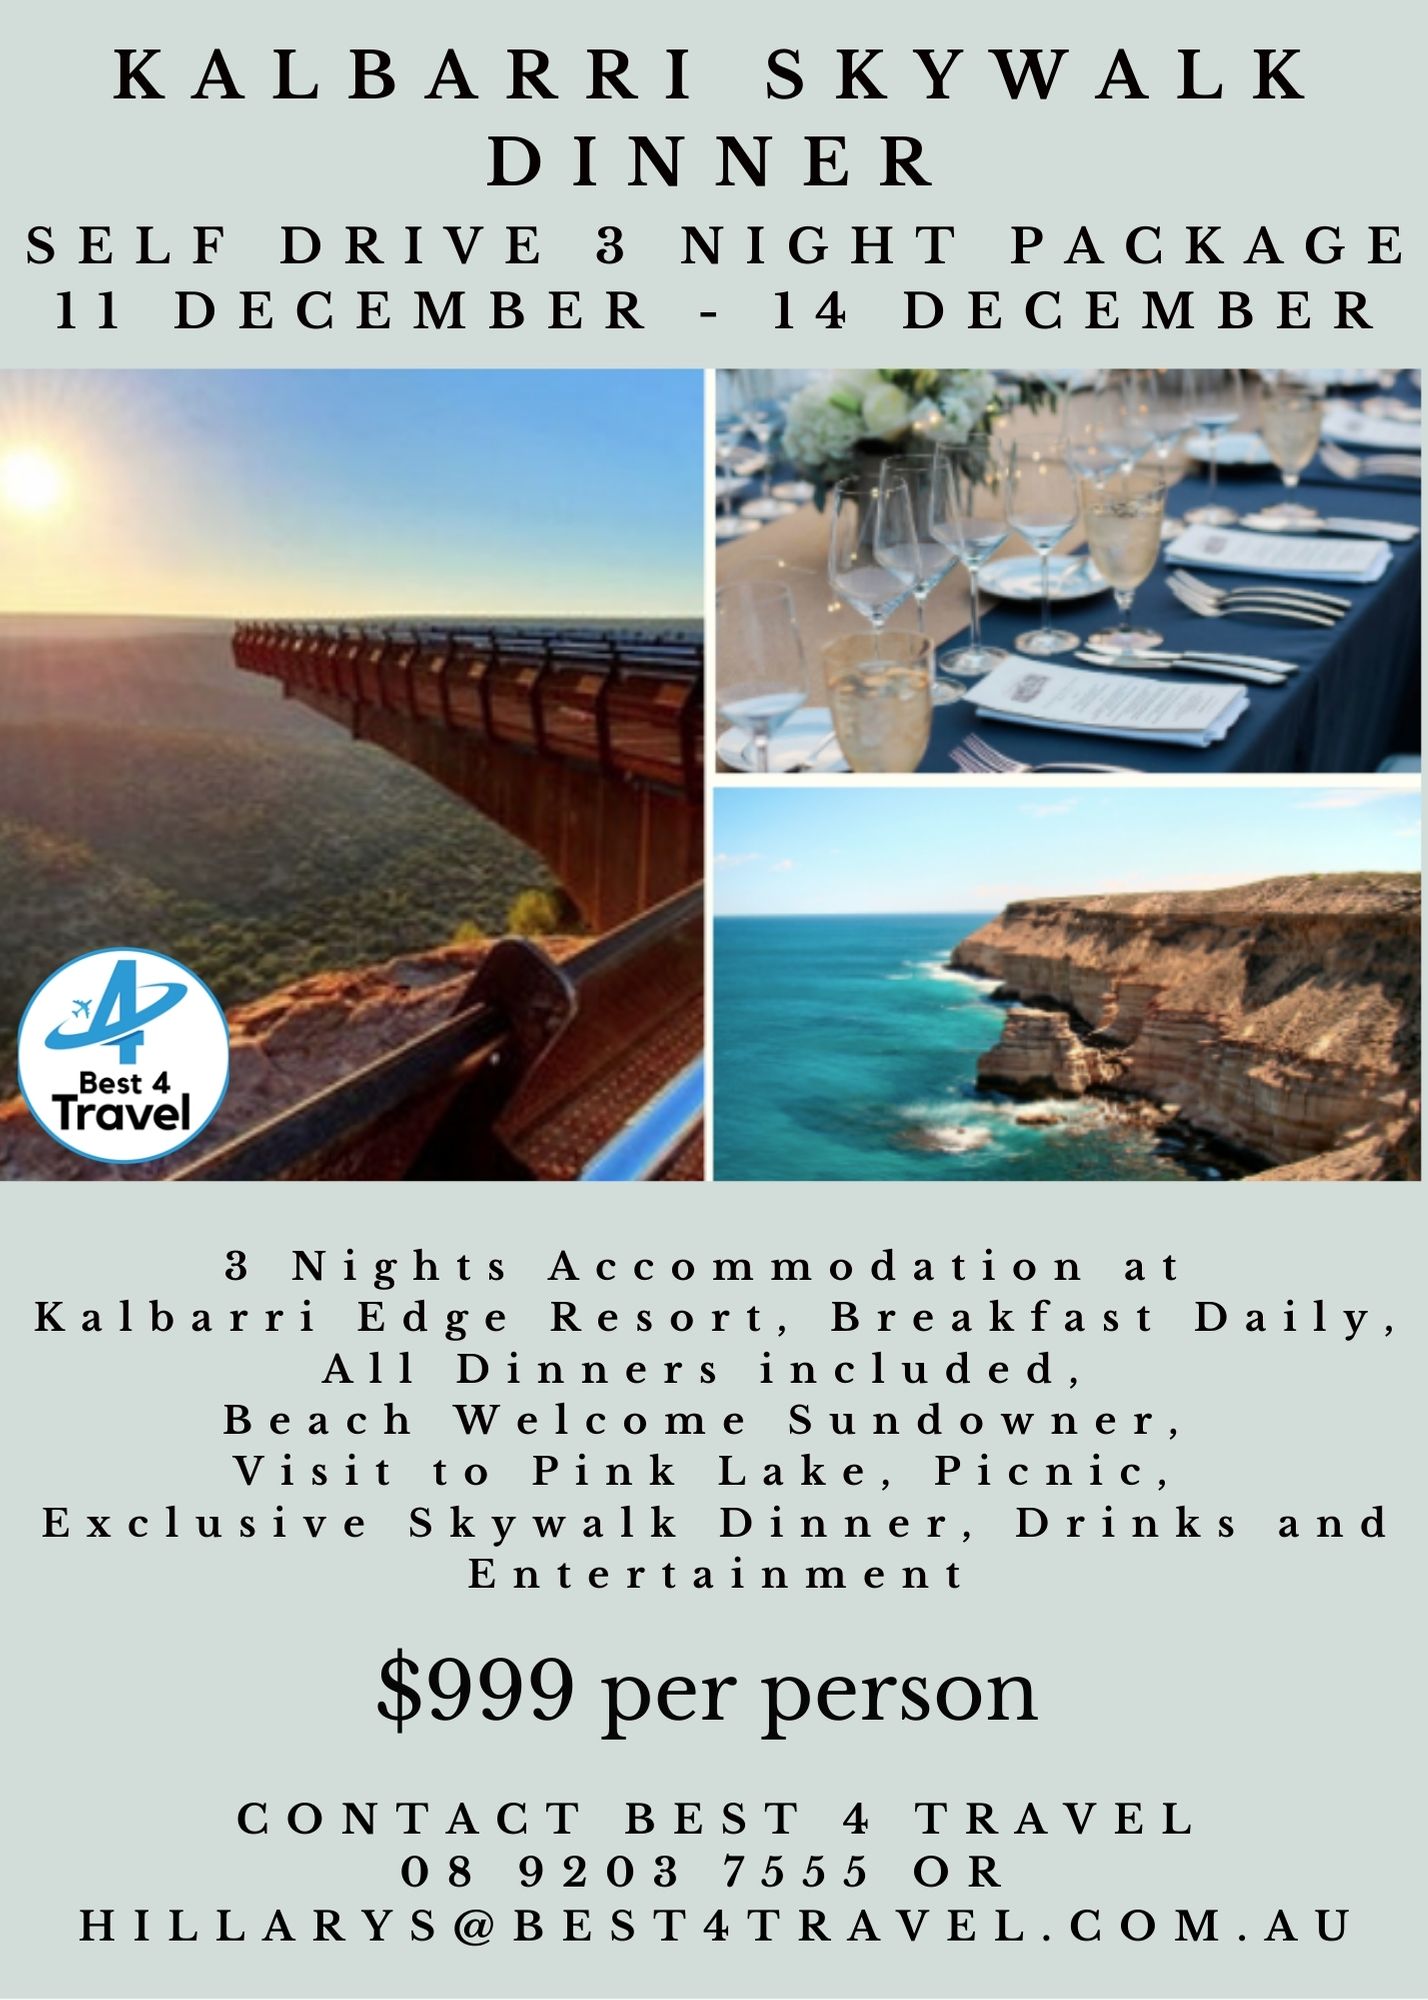 KALBARRI SKYWALK
DINNER
SELF DRIVE 3 NIGHT PACKAGE
11 DECEMBER - 14 DECEMBER
4
Best 4
Travel
3 Nights Accommodation at
Kalbarri Edge Resort, Breakfast Daily,
All Dinners included,
Beach Welcome Sundowner,
Visit to Pink Lake, Picnic,
Exclusive Skywalk Dinner, Drinks and
Entertainment
$999 per person
CONTACT BEST 4 TRAVEL
08 9203 7555 OR
HILLARYS@BEST4TRAVEL.COM.AU